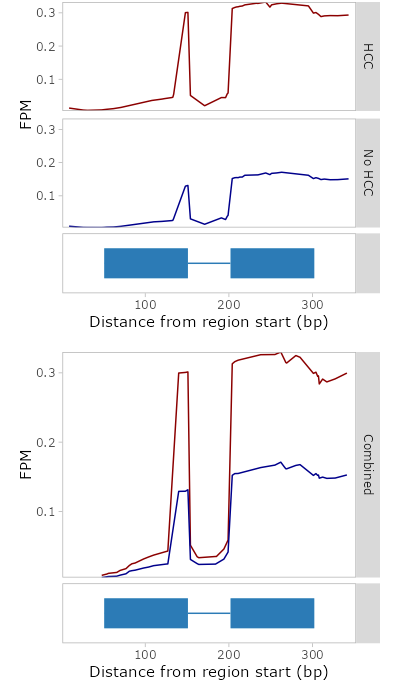 0.3
0.2
0.1
HCC
FPM
0.3
0.2
0.1
No HCC
100 200 300
Distance from region start (bp)
0.3
0.2
0.1
FPM
Combined
100 200 300
Distance from region start (bp)